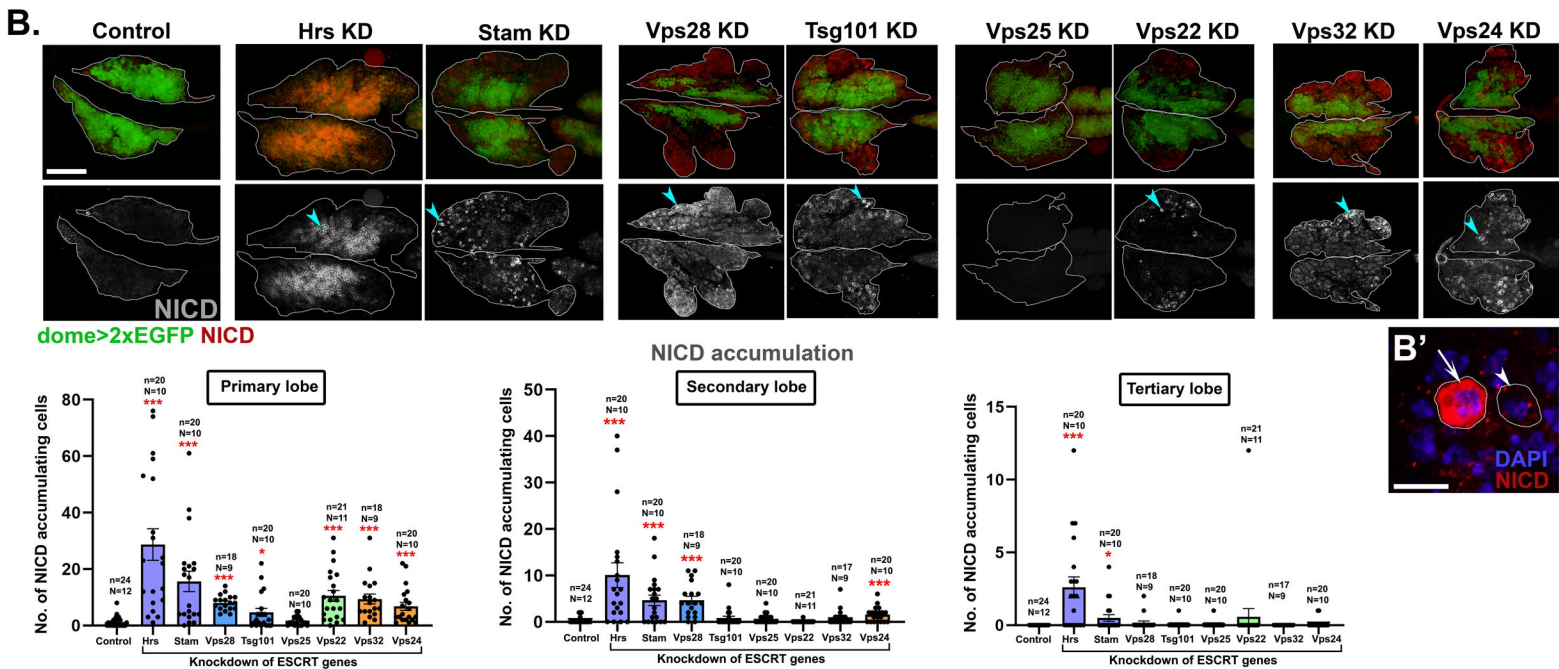 B.
Control Hrs KD Stam KD Vps28 KD Tsg101 KD Vps25 KD Vps22 KD Vps32 KD Vps24 KD
NICD
dome>2xEGFP NICD
NICD accumulation
B’
DAPI
NICD
Primary lobe
No. of NICD accumulating cells
80
60
40
20
0
n=24
N=12
n=20
N=10
***
n=20
N=10
***
n=18
N=9
***
n=20
N=10
*
n=20
N=10
n=21
N=11
***
n=18
N=9
***
n=20
N=10
***
Control Hrs Stam Vps28 Tsg101 Vps25 Vps22 Vps32 Vps24
Knockdown of ESCRT genes
Secondary lobe
No. of NICD accumulating cells
50
40
30
20
10
0
n=24
N=12
n=20
N=10
***
n=20
N=10
***
n=18
N=9
***
n=20
N=10
n=20
N=10
n=21
N=11
n=17
N=9
n=20
N=10
***
Control Hrs Stam Vps28 Tsg101 Vps25 Vps22 Vps32 Vps24
Knockdown of ESCRT genes
Tertiary lobe
No. of NICD accumulating cells
15
10
5
0
n=24
N=12
n=20
N=10
***
n=20
N=10
*
n=18
N=9
n=20
N=10
n=20
N=10
n=21
N=11
n=17
N=9
n=20
N=10
Control Hrs Stam Vps28 Tsg101 Vps25 Vps22 Vps32 Vps24
Knockdown of ESCRT genes